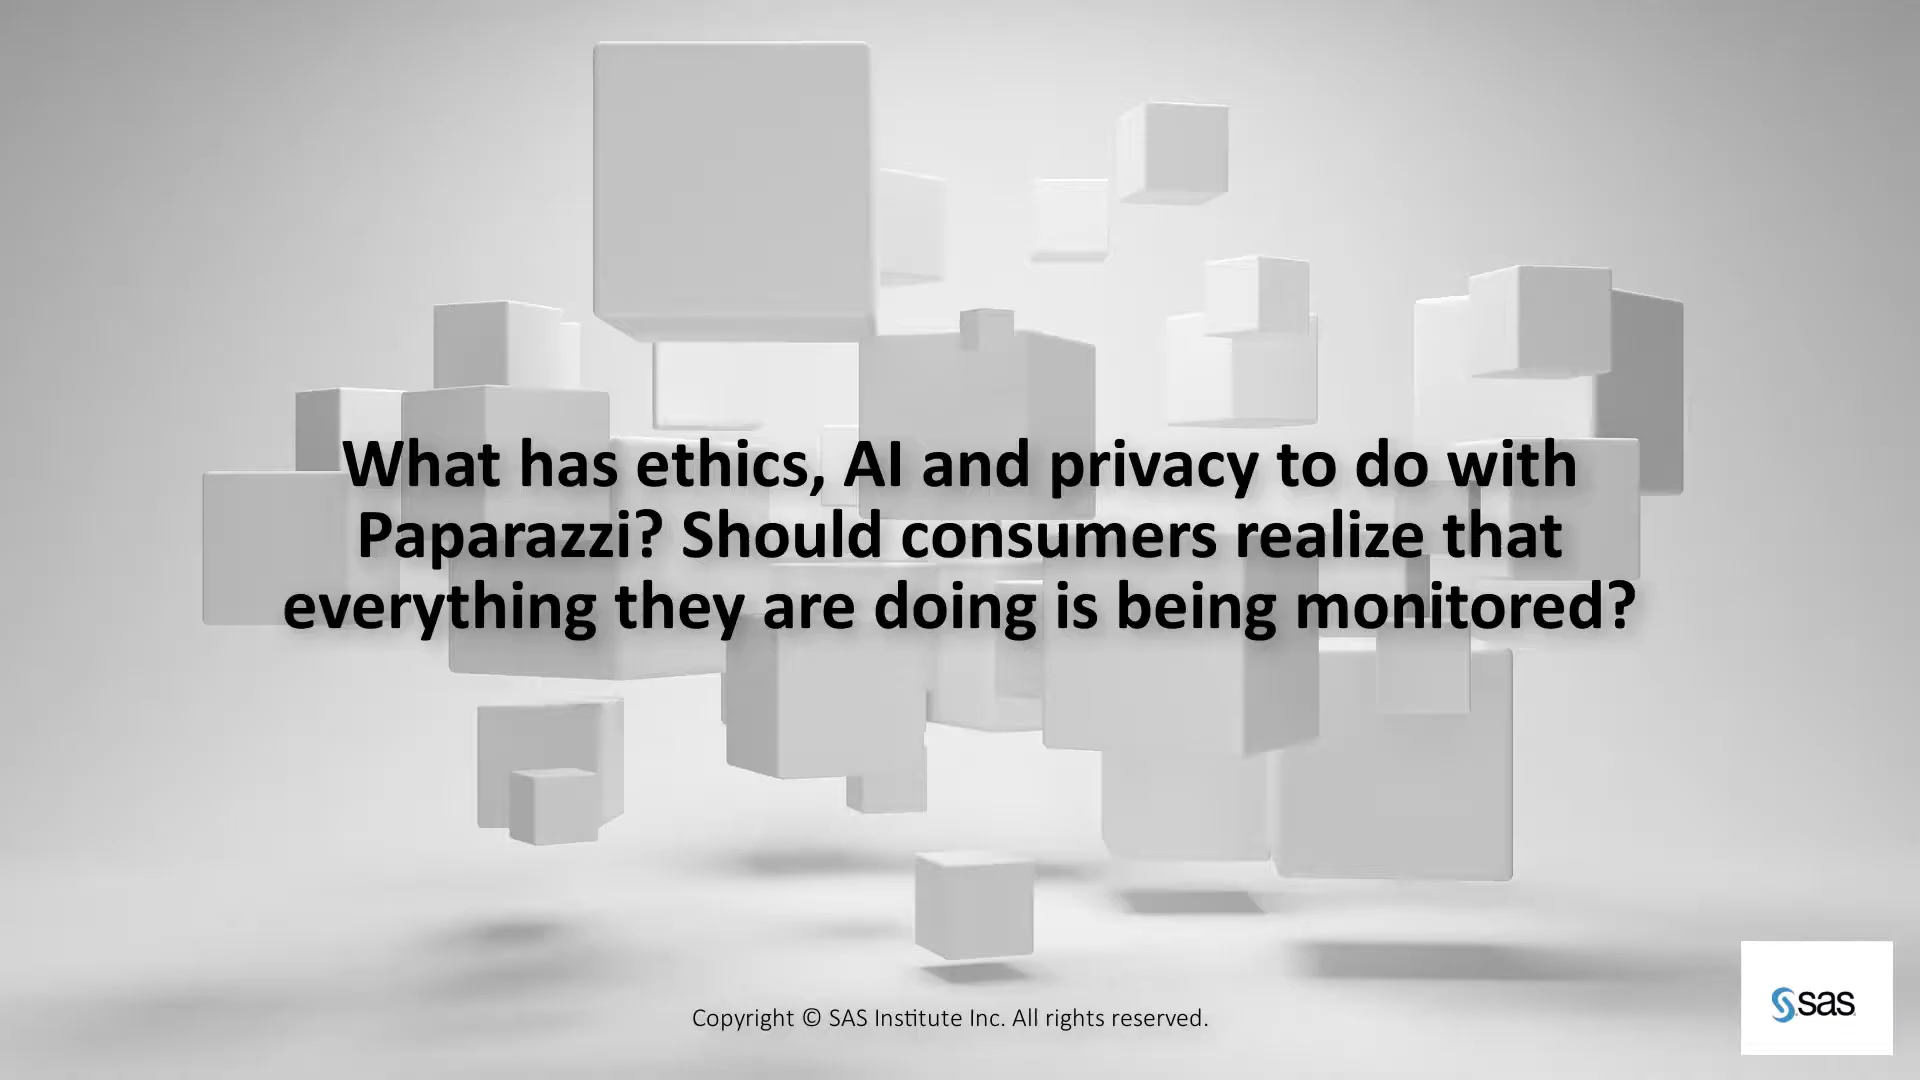 What has ethics, AI and privacy to do with
Paparazzi? Should consumers realize that
everything they are doing is being monitored?
Copyright © SAS Institute Inc. All rights reserved.
sas